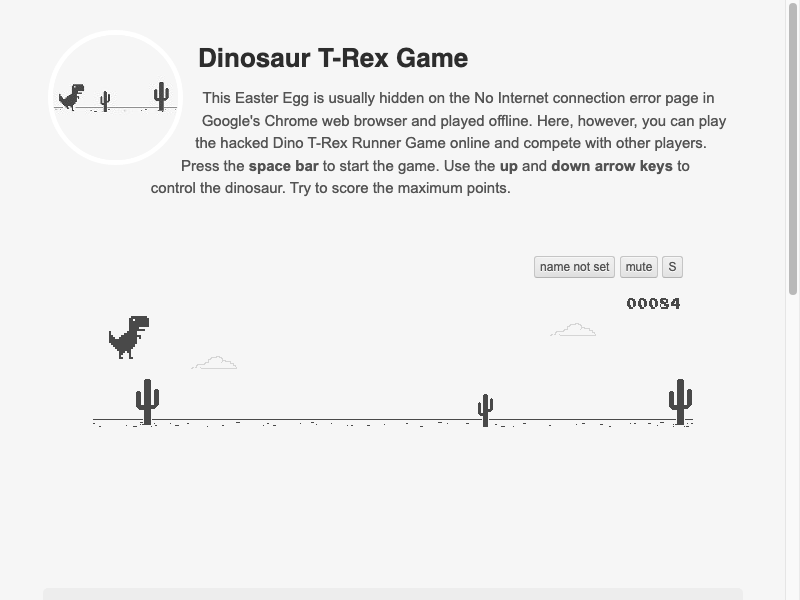 Dinosaur T-Rex Game
This Easter Egg is usually hidden on the No Internet connection error page in
Google's Chrome web browser and played offline. Here, however, you can play
the hacked Dino T-Rex Runner Game online and compete with other players.
Press the space bar to start the game. Use the up and down arrow keys to
control the dinosaur. Try to score the maximum points.
name not set mute S
00084